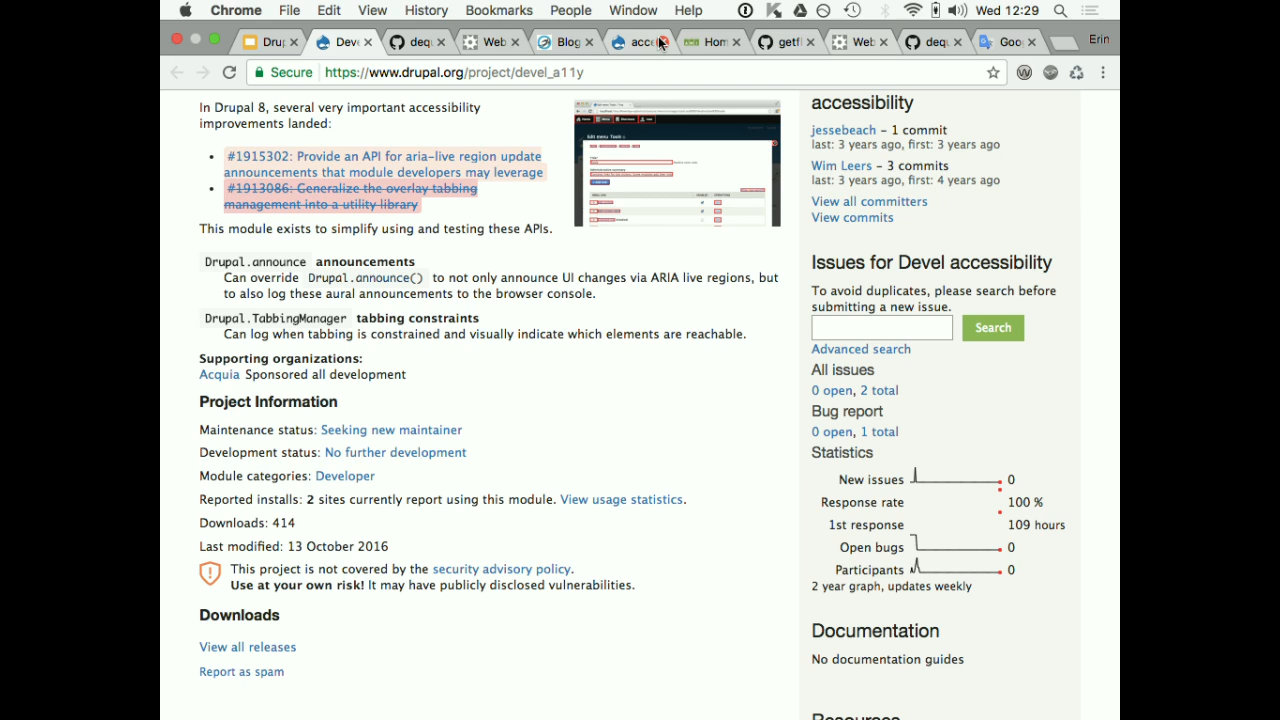 Chrome File Edit View History Bookmarks People Window Help Wed 12:29
Dru Deve dequ Web Blog acce Hom getf Web dequ Goo Erin
Secure https://www.drupal.org/project/devel_a11y
In Drupal 8, several very important accessibility
improvements landed:
#1915302: Provide an API for aria-live region update
announcements that module developers may leverage
#1913086: Generalize the overlay tabbing
management into a utility library
This module exists to simplify using and testing these APIs.
Drupal.announce announcements
Can override Drupal.announce() to not only announce UI changes via ARIA live regions, but
to also log these aural announcements to the browser console.
Drupal.TabbingManager tabbing constraints
Can log when tabbing is constrained and visually indicate which elements are reachable.
Supporting organizations:
Acquia Sponsored all development
Project Information
Maintenance status: Seeking new maintainer
Development status: No further development
Module categories: Developer
Reported installs: 2 sites currently report using this module. View usage statistics.
Downloads: 414
Last modified: 13 October 2016
This project is not covered by the security advisory policy.
Use at your own risk! It may have publicly disclosed vulnerabilities.
Downloads
View all releases
Report as spam
accessibility
jessebeach – 1 commit
last: 3 years ago, first: 3 years ago
Wim Leers – 3 commits
last: 3 years ago, first: 4 years ago
View all committers
View commits
Issues for Devel accessibility
To avoid duplicates, please search before
submitting a new issue.
Search
Advanced search
All issues
0 open, 2 total
Bug report
0 open, 1 total
Statistics
New issues 0
Response rate 100 %
1st response 109 hours
Open bugs 0
Participants 0
2 year graph, updates weekly
Documentation
No documentation guides